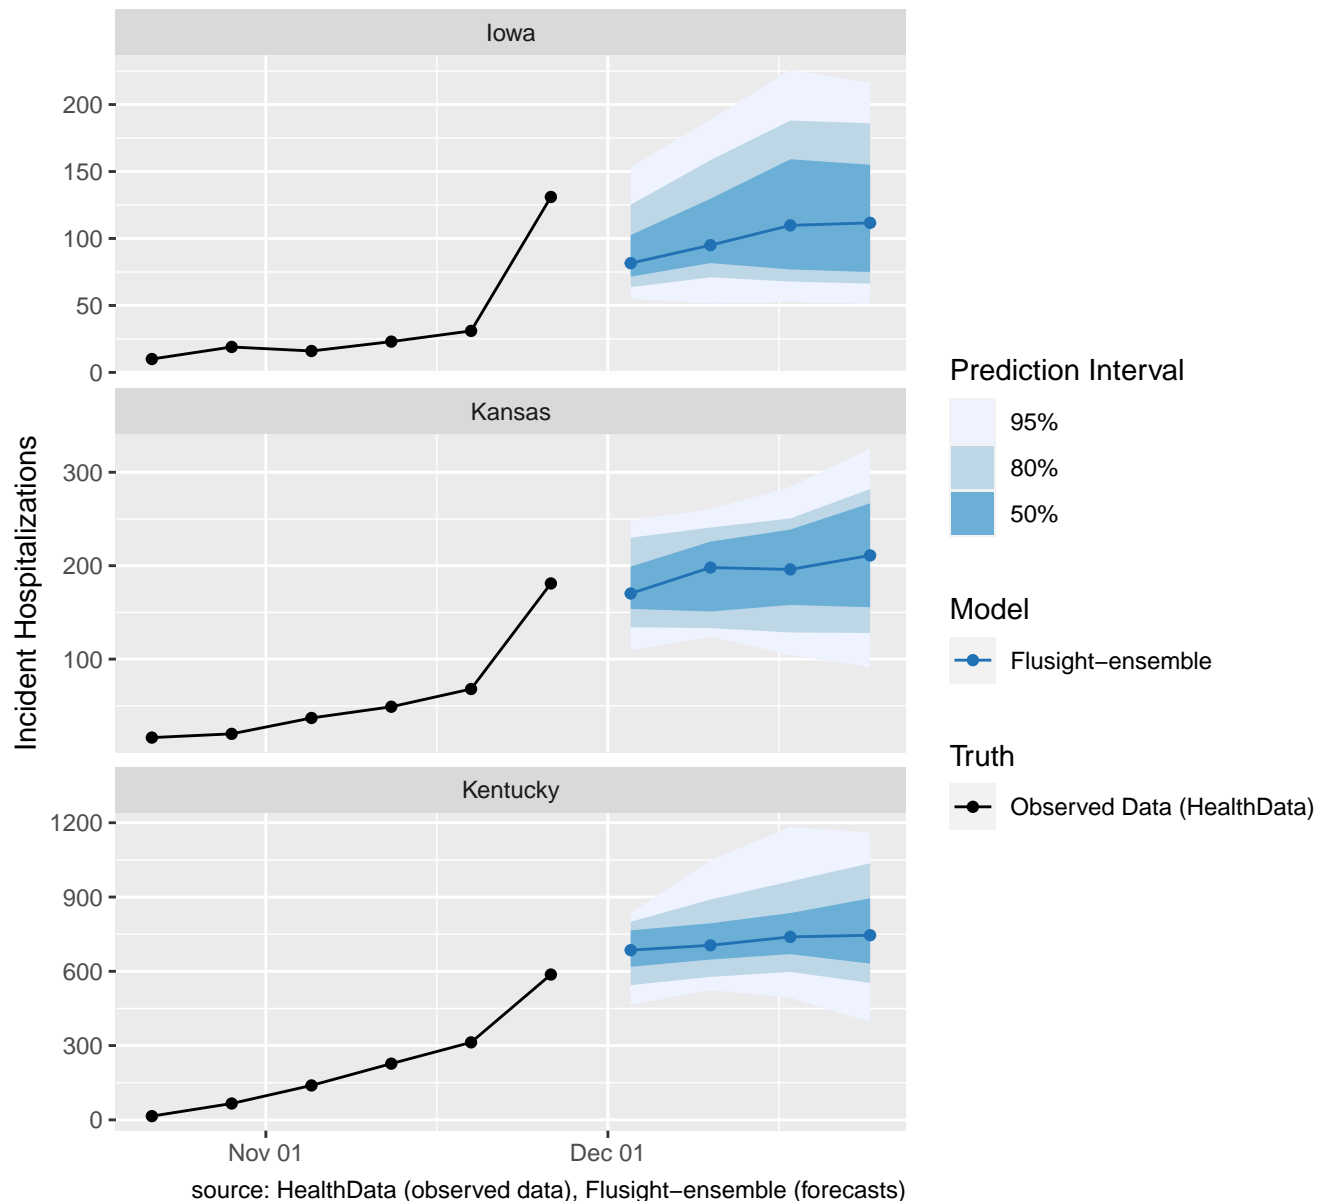 Iowa
200
150
100
50
0
Kansas
300
200
100
Kentucky
1200
900
600
300
0
Nov 01
Dec 01
Incident Hospitalizations
source: HealthData (observed data), Flusight−ensemble (forecasts)
Prediction Interval
95%
80%
50%
Model
Flusight−ensemble
Truth
Observed Data (HealthData)